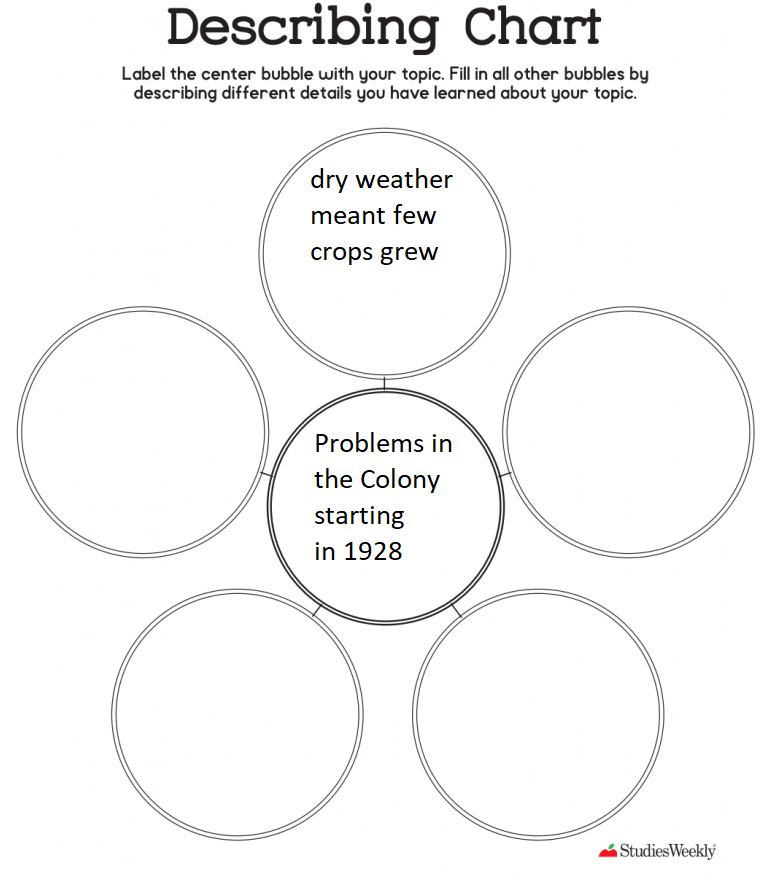 Describing Chart
Label the center bubble with your topic. Fill in all other bubbles by
describing different details you have learned about your topic.
dry weather
meant few
crops grew
Problems in
the Colony
starting
in 1928
StudiesWeekly